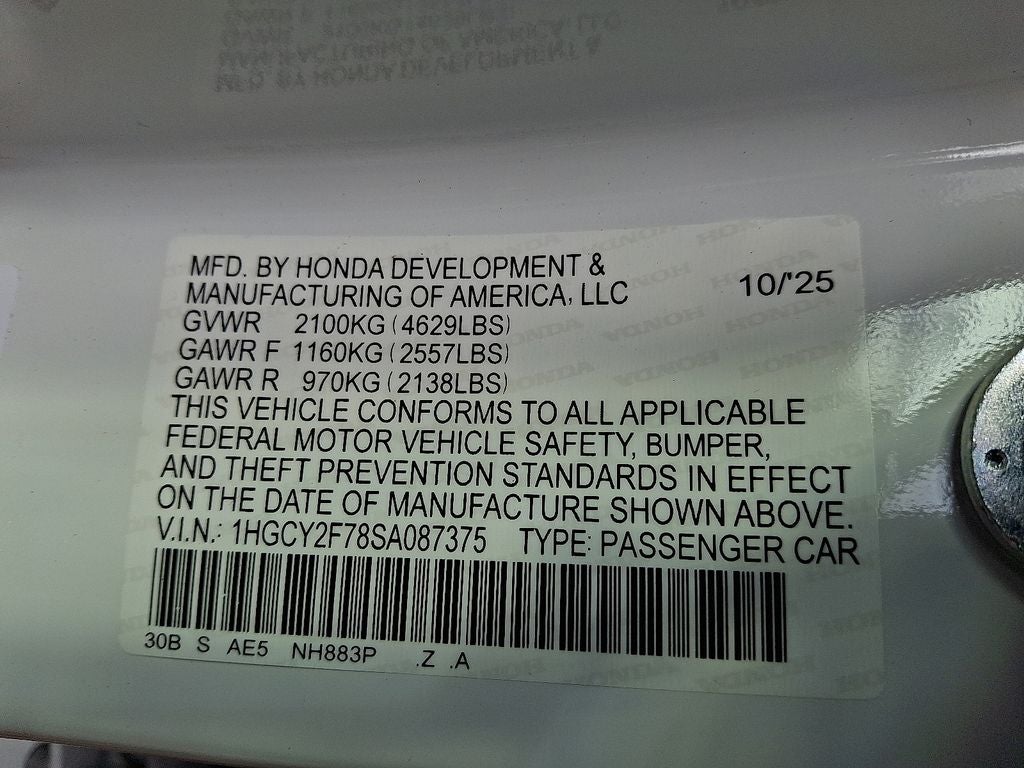 MFD. BY HONDA DEVELOPMENT &
MANUFACTURING OF AMERICA, LLC 10/'25
GVWR 2100KG (4629LBS)
GAWR F 1160KG (2557LBS)
GAWR R 970KG (2138LBS)
THIS VEHICLE CONFORMS TO ALL APPLICABLE
FEDERAL MOTOR VEHICLE SAFETY, BUMPER,
AND THEFT PREVENTION STANDARDS IN EFFECT
ON THE DATE OF MANUFACTURE SHOWN ABOVE.
V.I.N.: 1HGCY2F78SA087375 TYPE: PASSENGER CAR
30B S AE5 NH883P .Z .A